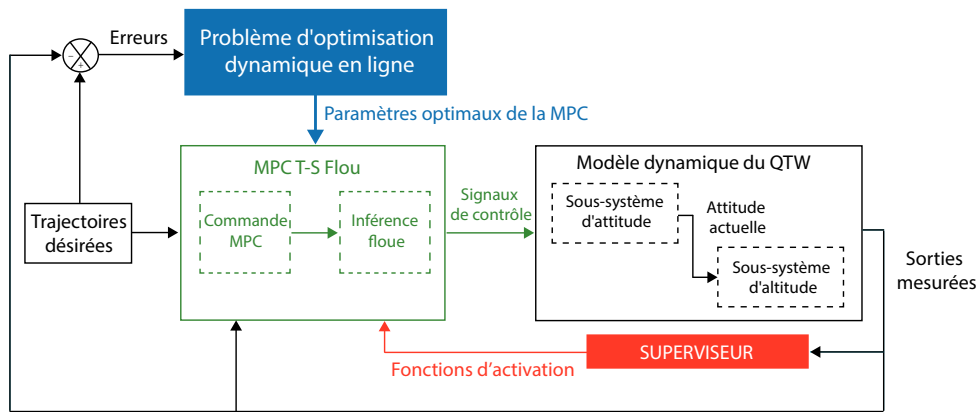 Erreurs
-
+
Problème d'optimisation
dynamique en ligne
Paramètres optimaux de la MPC
Trajectoires
désirées
MPC T-S Flou
Commande
MPC
Inférence
floue
Signaux
de contrôle
Modèle dynamique du QTW
Sous-système
d'attitude
Attitude
actuelle
Sous-système
d'altitude
Sorties
mesurées
SUPERVISEUR
Fonctions d'activation